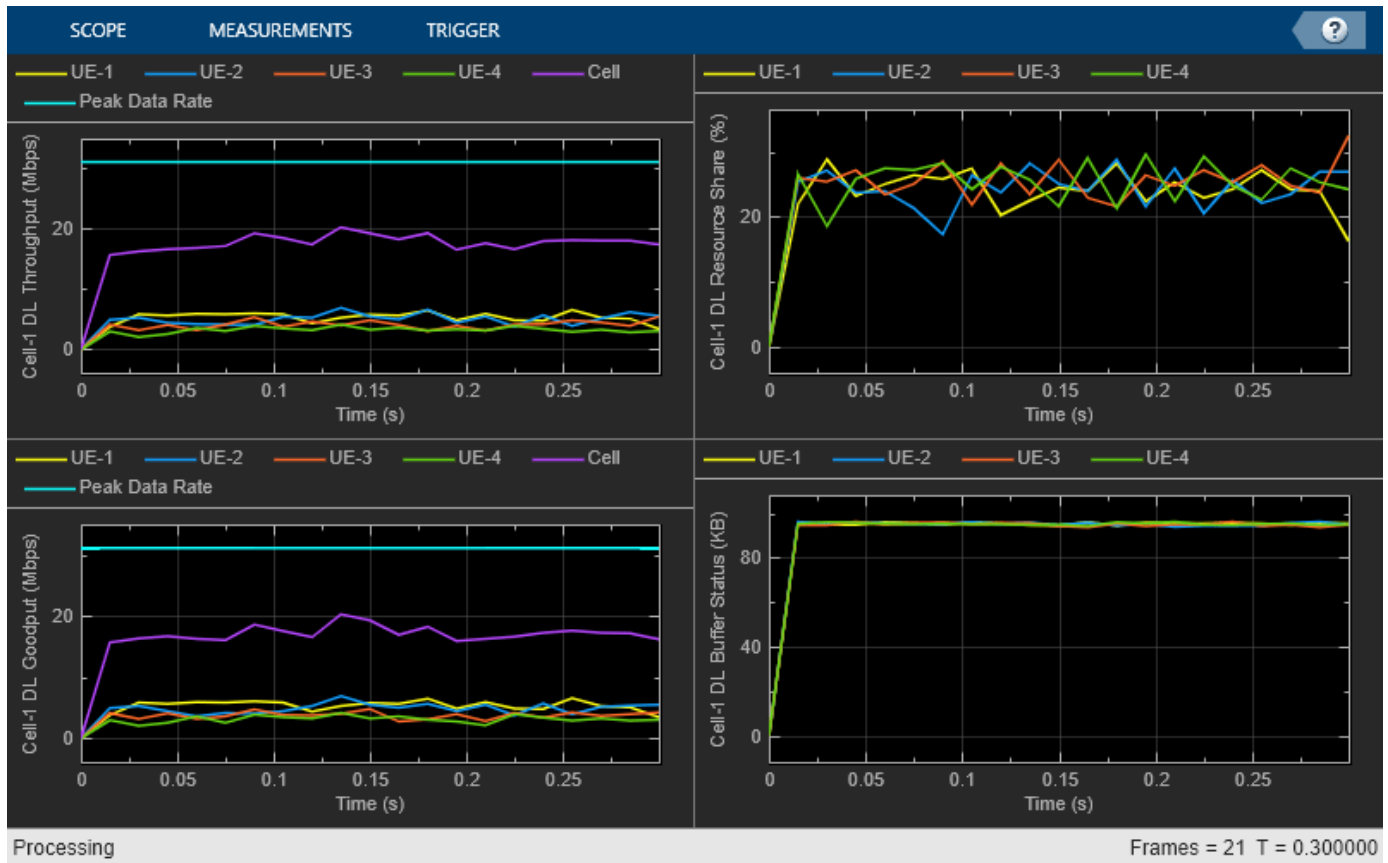 SCOPE MEASUREMENTS TRIGGER ?
UE-1 UE-2 UE-3 UE-4 Cell
Peak Data Rate
Cell-1 DL Throughput (Mbps)
20
0
0 0.05 0.1 0.15 0.2 0.25
Time (s)
UE-1 UE-2 UE-3 UE-4
Cell-1 DL Resource Share (%)
20
0
0 0.05 0.1 0.15 0.2 0.25
Time (s)
UE-1 UE-2 UE-3 UE-4 Cell
Peak Data Rate
Cell-1 DL Goodput (Mbps)
20
0
0 0.05 0.1 0.15 0.2 0.25
Time (s)
UE-1 UE-2 UE-3 UE-4
Cell-1 DL Buffer Status (KB)
80
40
0
0 0.05 0.1 0.15 0.2 0.25
Time (s)
Processing Frames = 21 T = 0.300000